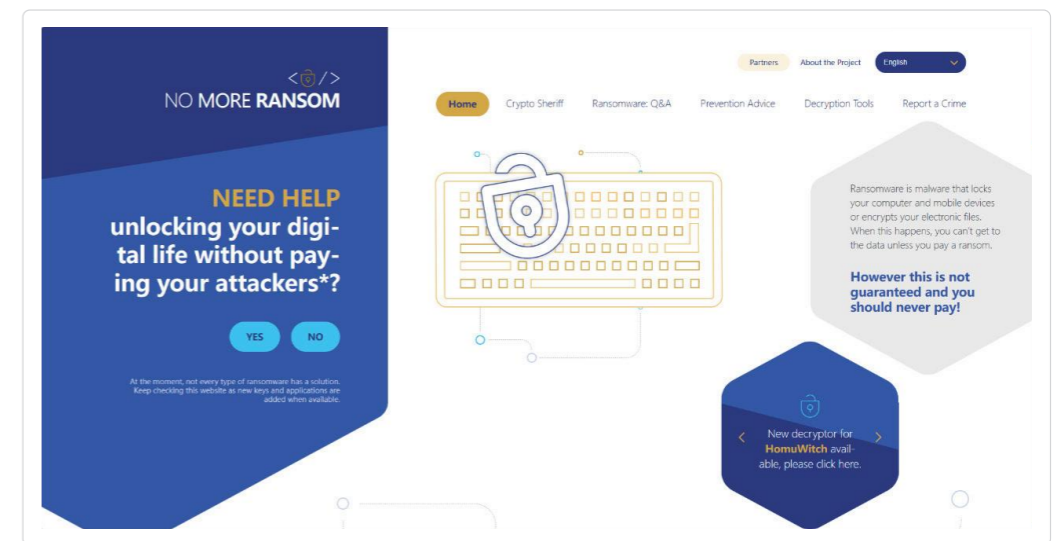 NO MORE RANSOM
NEED HELP
unlocking your digi-
tal life without pay-
ing your attackers*?
YES NO
At the moment, not every type of ransomware has a solution.
Keep checking this website as new keys and applications are
added when available.
Partners About the Project English
Home Crypto Sheriff Ransomware: Q&A Prevention Advice Decryption Tools Report a Crime
Ransomware is malware that locks
your computer and mobile devices
or encrypts your electronic files.
When this happens, you can't get to
the data unless you pay a ransom.
However this is not
guaranteed and you
should never pay!
New decryptor for
HomuWitch avail-
able, please click here.